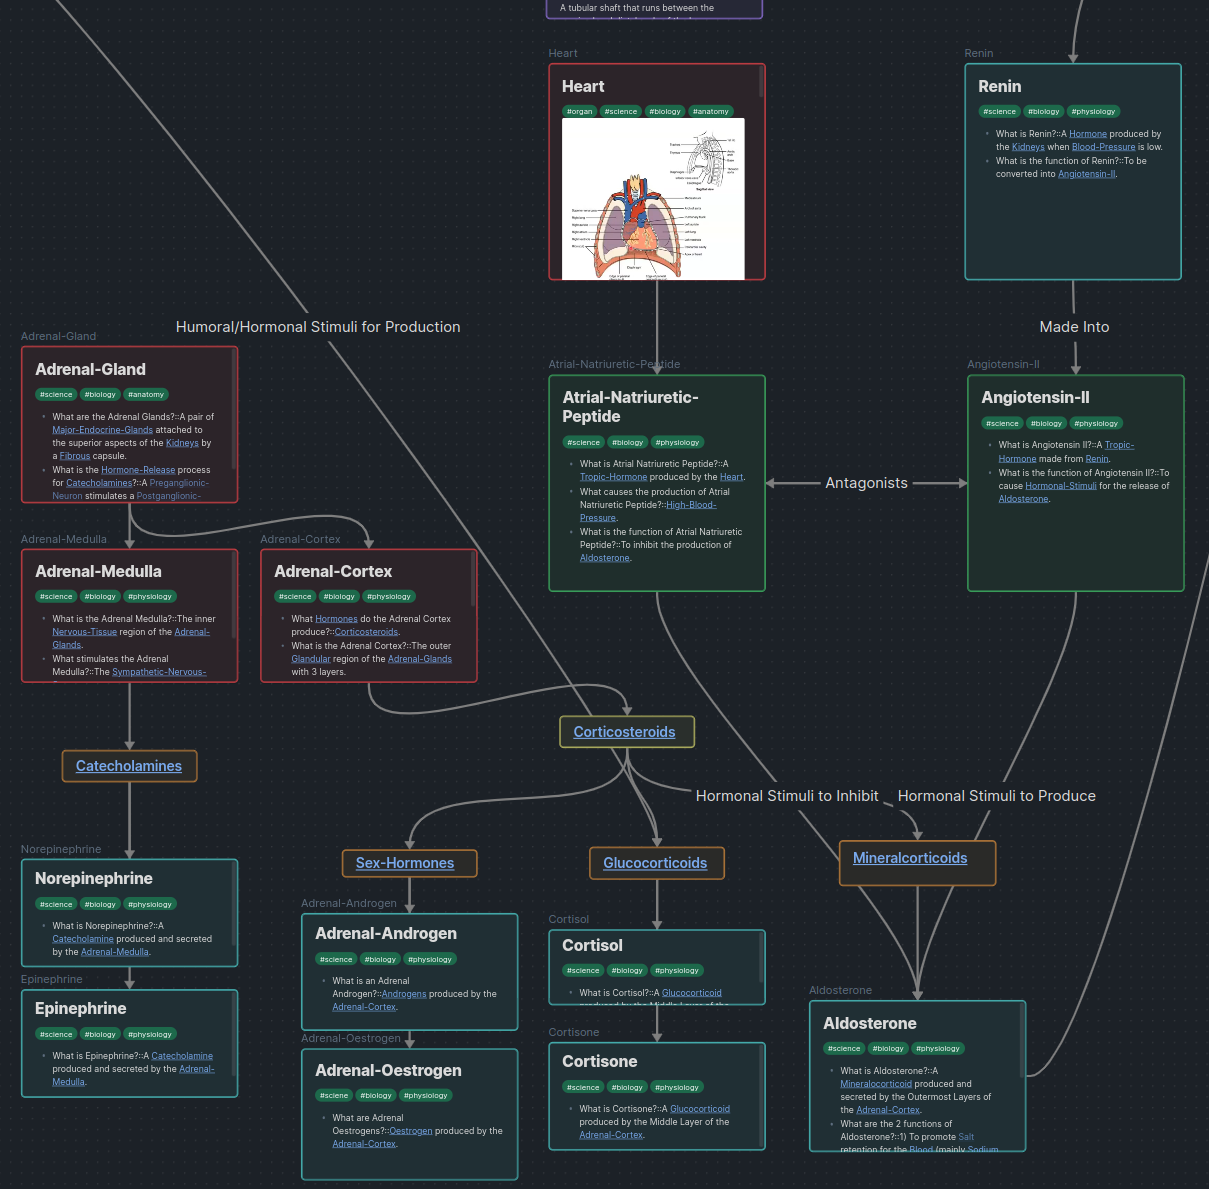 A tubular shaft that runs between the
Heart
Heart
#organ #science #biology #anatomy
Renin
Renin
#science #biology #physiology
What is Renin?::A Hormone produced by
the Kidneys when Blood-Pressure is low.
What is the function of Renin?::To be
converted into Angiotensin-II.
Humoral/Hormonal Stimuli for Production
Made Into
Adrenal-Gland
Adrenal-Gland
#science #biology #anatomy
What are the Adrenal Glands?::A pair of
Major-Endocrine-Glands attached to
the superior aspects of the Kidneys by
a Fibrous capsule.
What is the Hormone-Release process
for Catecholamines?::A Preganglionic-
Neuron stimulates a Postganglionic-
Atrial-Natriuretic-Peptide
Atrial-Natriuretic-
Peptide
#science #biology #physiology
What is Atrial Natriuretic Peptide?::A
Tropic-Hormone produced by the Heart.
What causes the production of Atrial
Natriuretic Peptide?::High-Blood-
Pressure.
What is the function of Atrial Natriuretic
Peptide?::To inhibit the production of
Aldosterone.
Antagonists
Angiotensin-II
Angiotensin-II
#science #biology #physiology
What is Angiotensin II?::A Tropic-
Hormone made from Renin.
What is the function of Angiotensin II?::To
cause Hormonal-Stimuli for the release of
Aldosterone.
Adrenal-Medulla
Adrenal-Medulla
#science #biology #physiology
What is the Adrenal Medulla?::The inner
Nervous-Tissue region of the Adrenal-
Glands.
What stimulates the Adrenal
Medulla?::The Sympathetic-Nervous-
Adrenal-Cortex
Adrenal-Cortex
#science #biology #physiology
What Hormones do the Adrenal Cortex
produce?::Corticosteroids.
What is the Adrenal Cortex?::The outer
Glandular region of the Adrenal-Glands
with 3 layers.
Corticosteroids
Catecholamines
Hormonal Stimuli to Inhibit
Hormonal Stimuli to Produce
Norepinephrine
Norepinephrine
#science #biology #physiology
What is Norepinephrine?::A
Catecholamine produced and secreted
by the Adrenal-Medulla.
Epinephrine
Epinephrine
#science #biology #physiology
What is Epinephrine?::A Catecholamine
produced and secreted by the Adrenal-
Medulla.
Sex-Hormones
Glucocorticoids
Mineralcorticoids
Adrenal-Androgen
Adrenal-Androgen
#science #biology #physiology
What is an Adrenal
Androgen?::Androgens produced by the
Adrenal-Cortex.
Adrenal-Oestrogen
Adrenal-Oestrogen
#sciene #biology #physiology
What are Adrenal
Oestrogens?::Oestrogen produced by the
Adrenal-Cortex.
Cortisol
Cortisol
#science #biology #physiology
What is Cortisol?::A Glucocorticoid
produced by the Middle Layer of the
Cortisone
Cortisone
#science #biology #physiology
What is Cortisone?::A Glucocorticoid
produced by the Middle Layer of the
Adrenal-Cortex.
Aldosterone
Aldosterone
#science #biology #physiology
What is Aldosterone?::A
Mineralocorticoid produced and
secreted by the Outermost Layers of
the Adrenal-Cortex.
What are the 2 functions of
Aldosterone?::1) To promote Salt
retention for the Blood (mainly Sodium